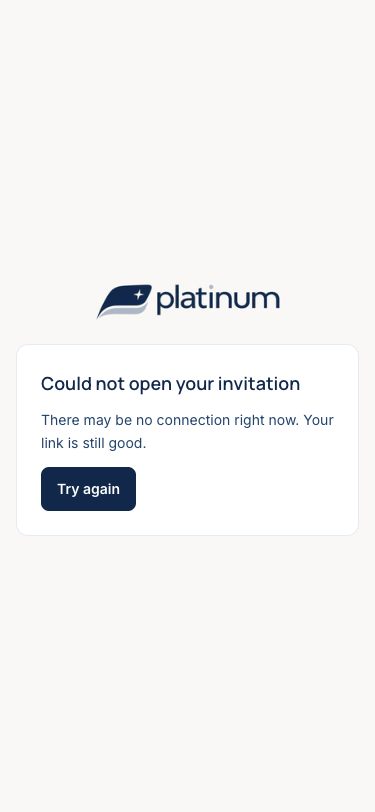 platinum
Could not open your invitation
There may be no connection right now. Your
link is still good.
Try again